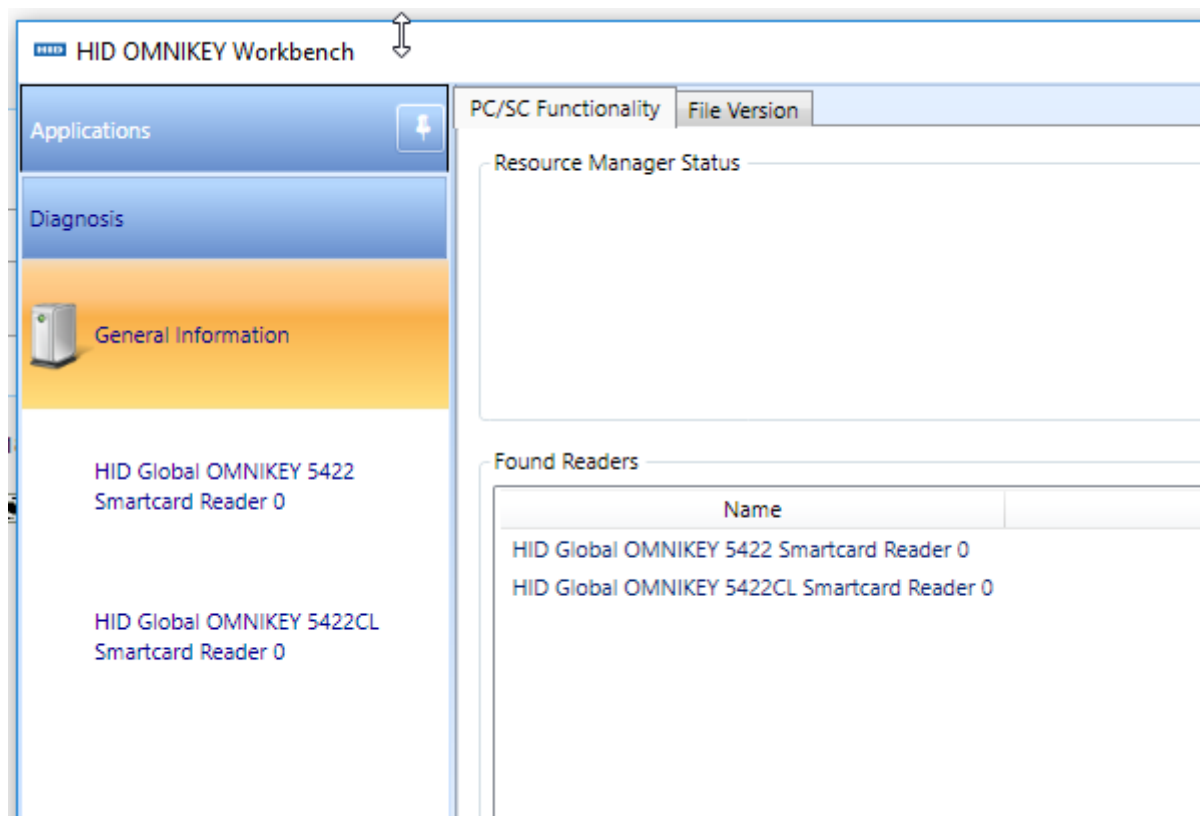 HID HID OMNIKEY Workbench
Applications
Diagnosis
General Information
HID Global OMNIKEY 5422
Smartcard Reader 0
HID Global OMNIKEY 5422CL
Smartcard Reader 0
PC/SC Functionality
File Version
Resource Manager Status
Found Readers
Name
HID Global OMNIKEY 5422 Smartcard Reader 0
HID Global OMNIKEY 5422CL Smartcard Reader 0